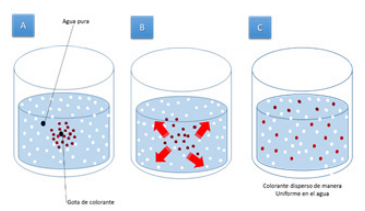 A
B
C
Agua pura
Gota de colorante
Colorante disperso de manera
Uniforme en el agua